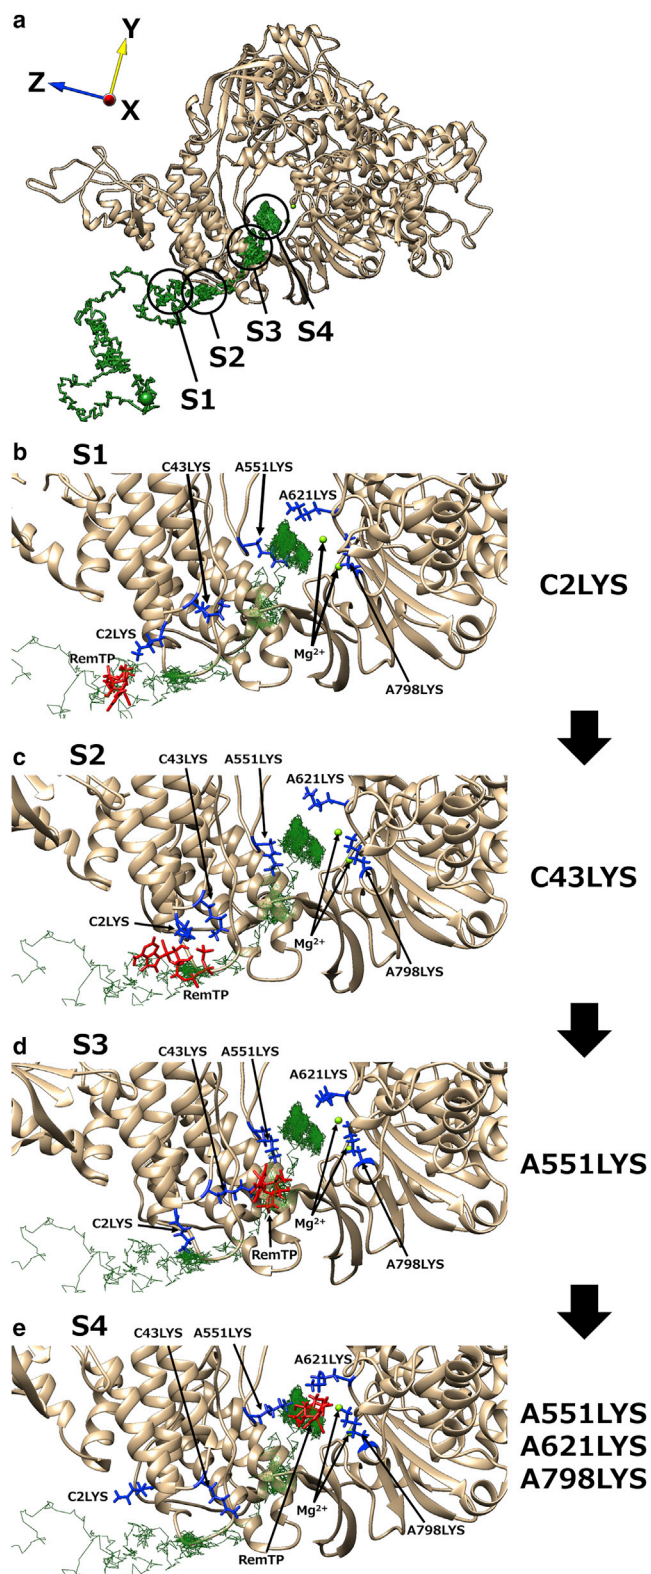 a
Y
Z
X
S3
S4
S2
S1
b
S1
C43LYS
A551LYS
A621LYS
C2LYS
C2LYS
RemTP
Mg²⁺
A798LYS
c
S2
C43LYS
A551LYS
A621LYS
C43LYS
C2LYS
Mg²⁺
A798LYS
RemTP
d
S3
C43LYS
A551LYS
A621LYS
A551LYS
C2LYS
Mg²⁺
RemTP
A798LYS
e
S4
C43LYS
A551LYS
A621LYS
A551LYS
A621LYS
A798LYS
C2LYS
Mg²⁺
A798LYS
RemTP